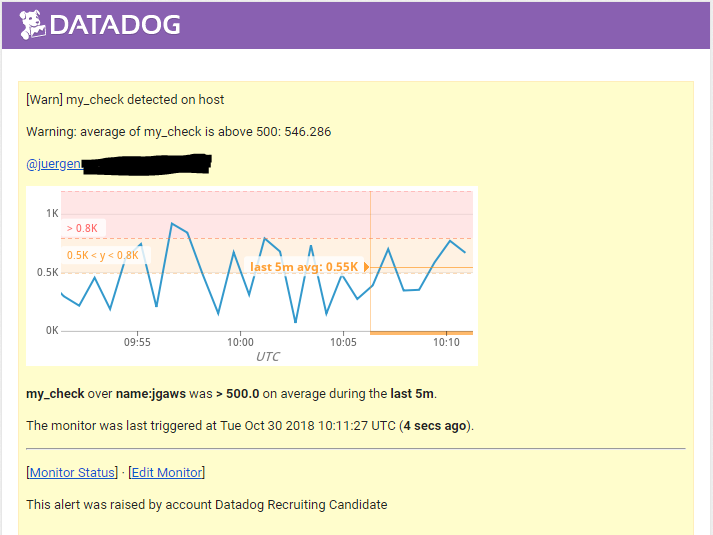 DATADOG
[Warn] my_check detected on host
Warning: average of my_check is above 500: 546.286
@juergen
1K
> 0.8K
0.5K < y < 0.8K
last 5m avg: 0.55K
0.5K
0K
09:55 10:00 10:05 10:10
UTC
my_check over name:jgaws was > 500.0 on average during the last 5m.
The monitor was last triggered at Tue Oct 30 2018 10:11:27 UTC (4 secs ago).
[Monitor Status] · [Edit Monitor]
This alert was raised by account Datadog Recruiting Candidate